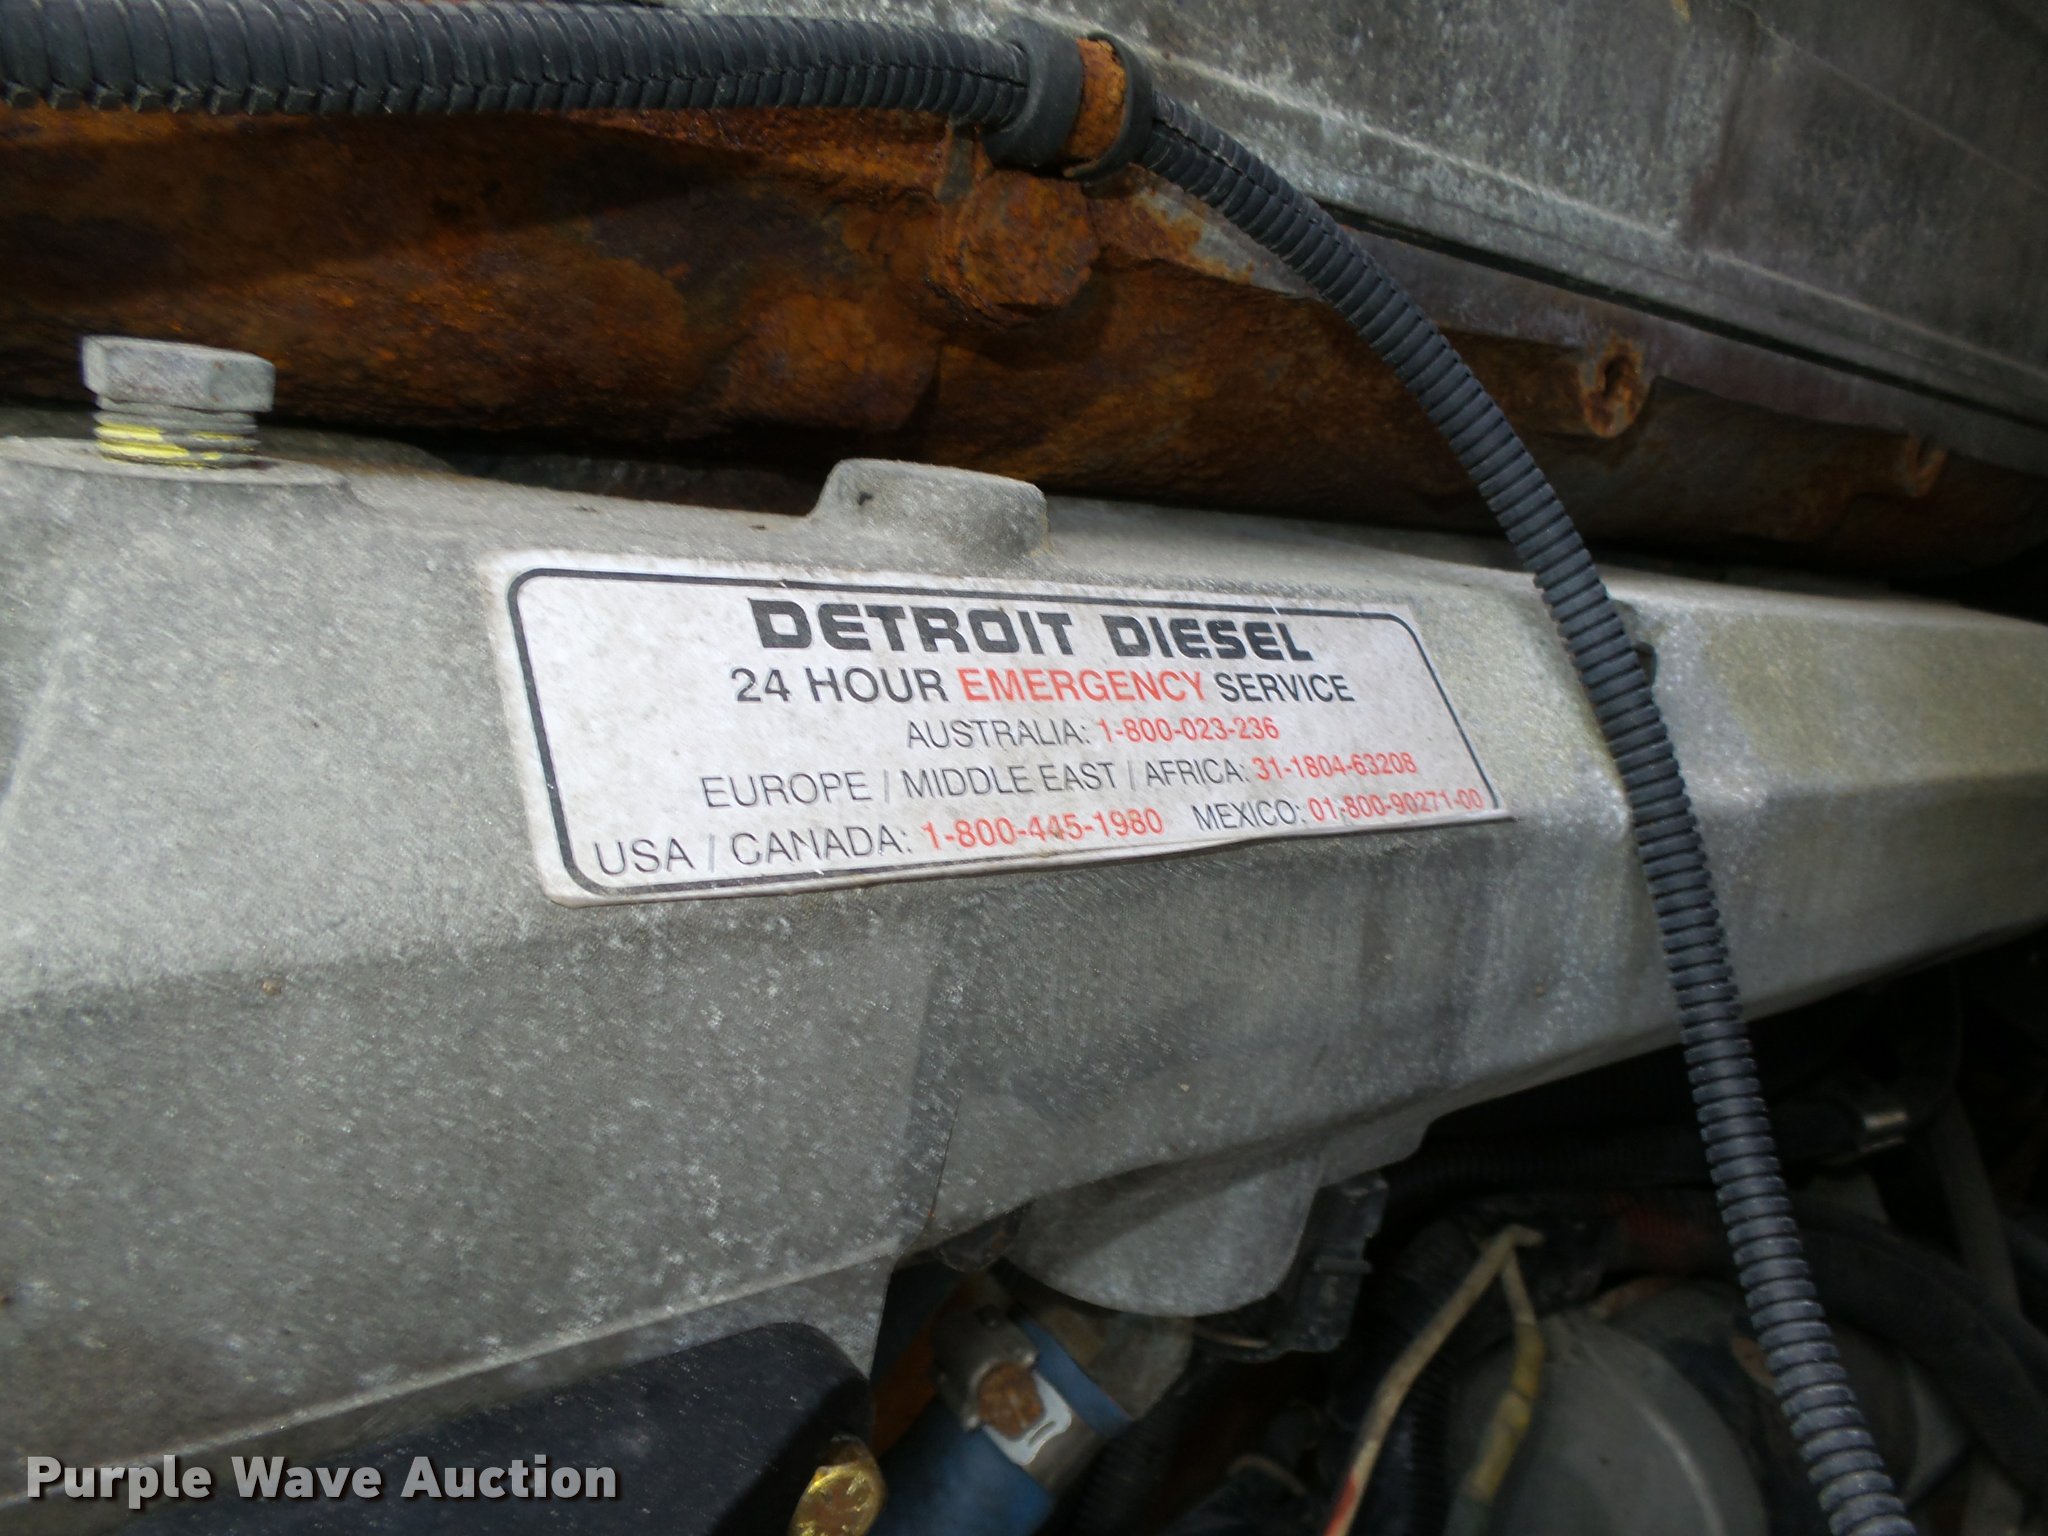 DETROIT DIESEL
24 HOUR EMERGENCY SERVICE
AUSTRALIA: 1-800-023-236
EUROPE / MIDDLE EAST / AFRICA: 31-1804-63208
USA / CANADA: 1-800-445-1980 MEXICO: 01-800-90271-00
Purple Wave Auction